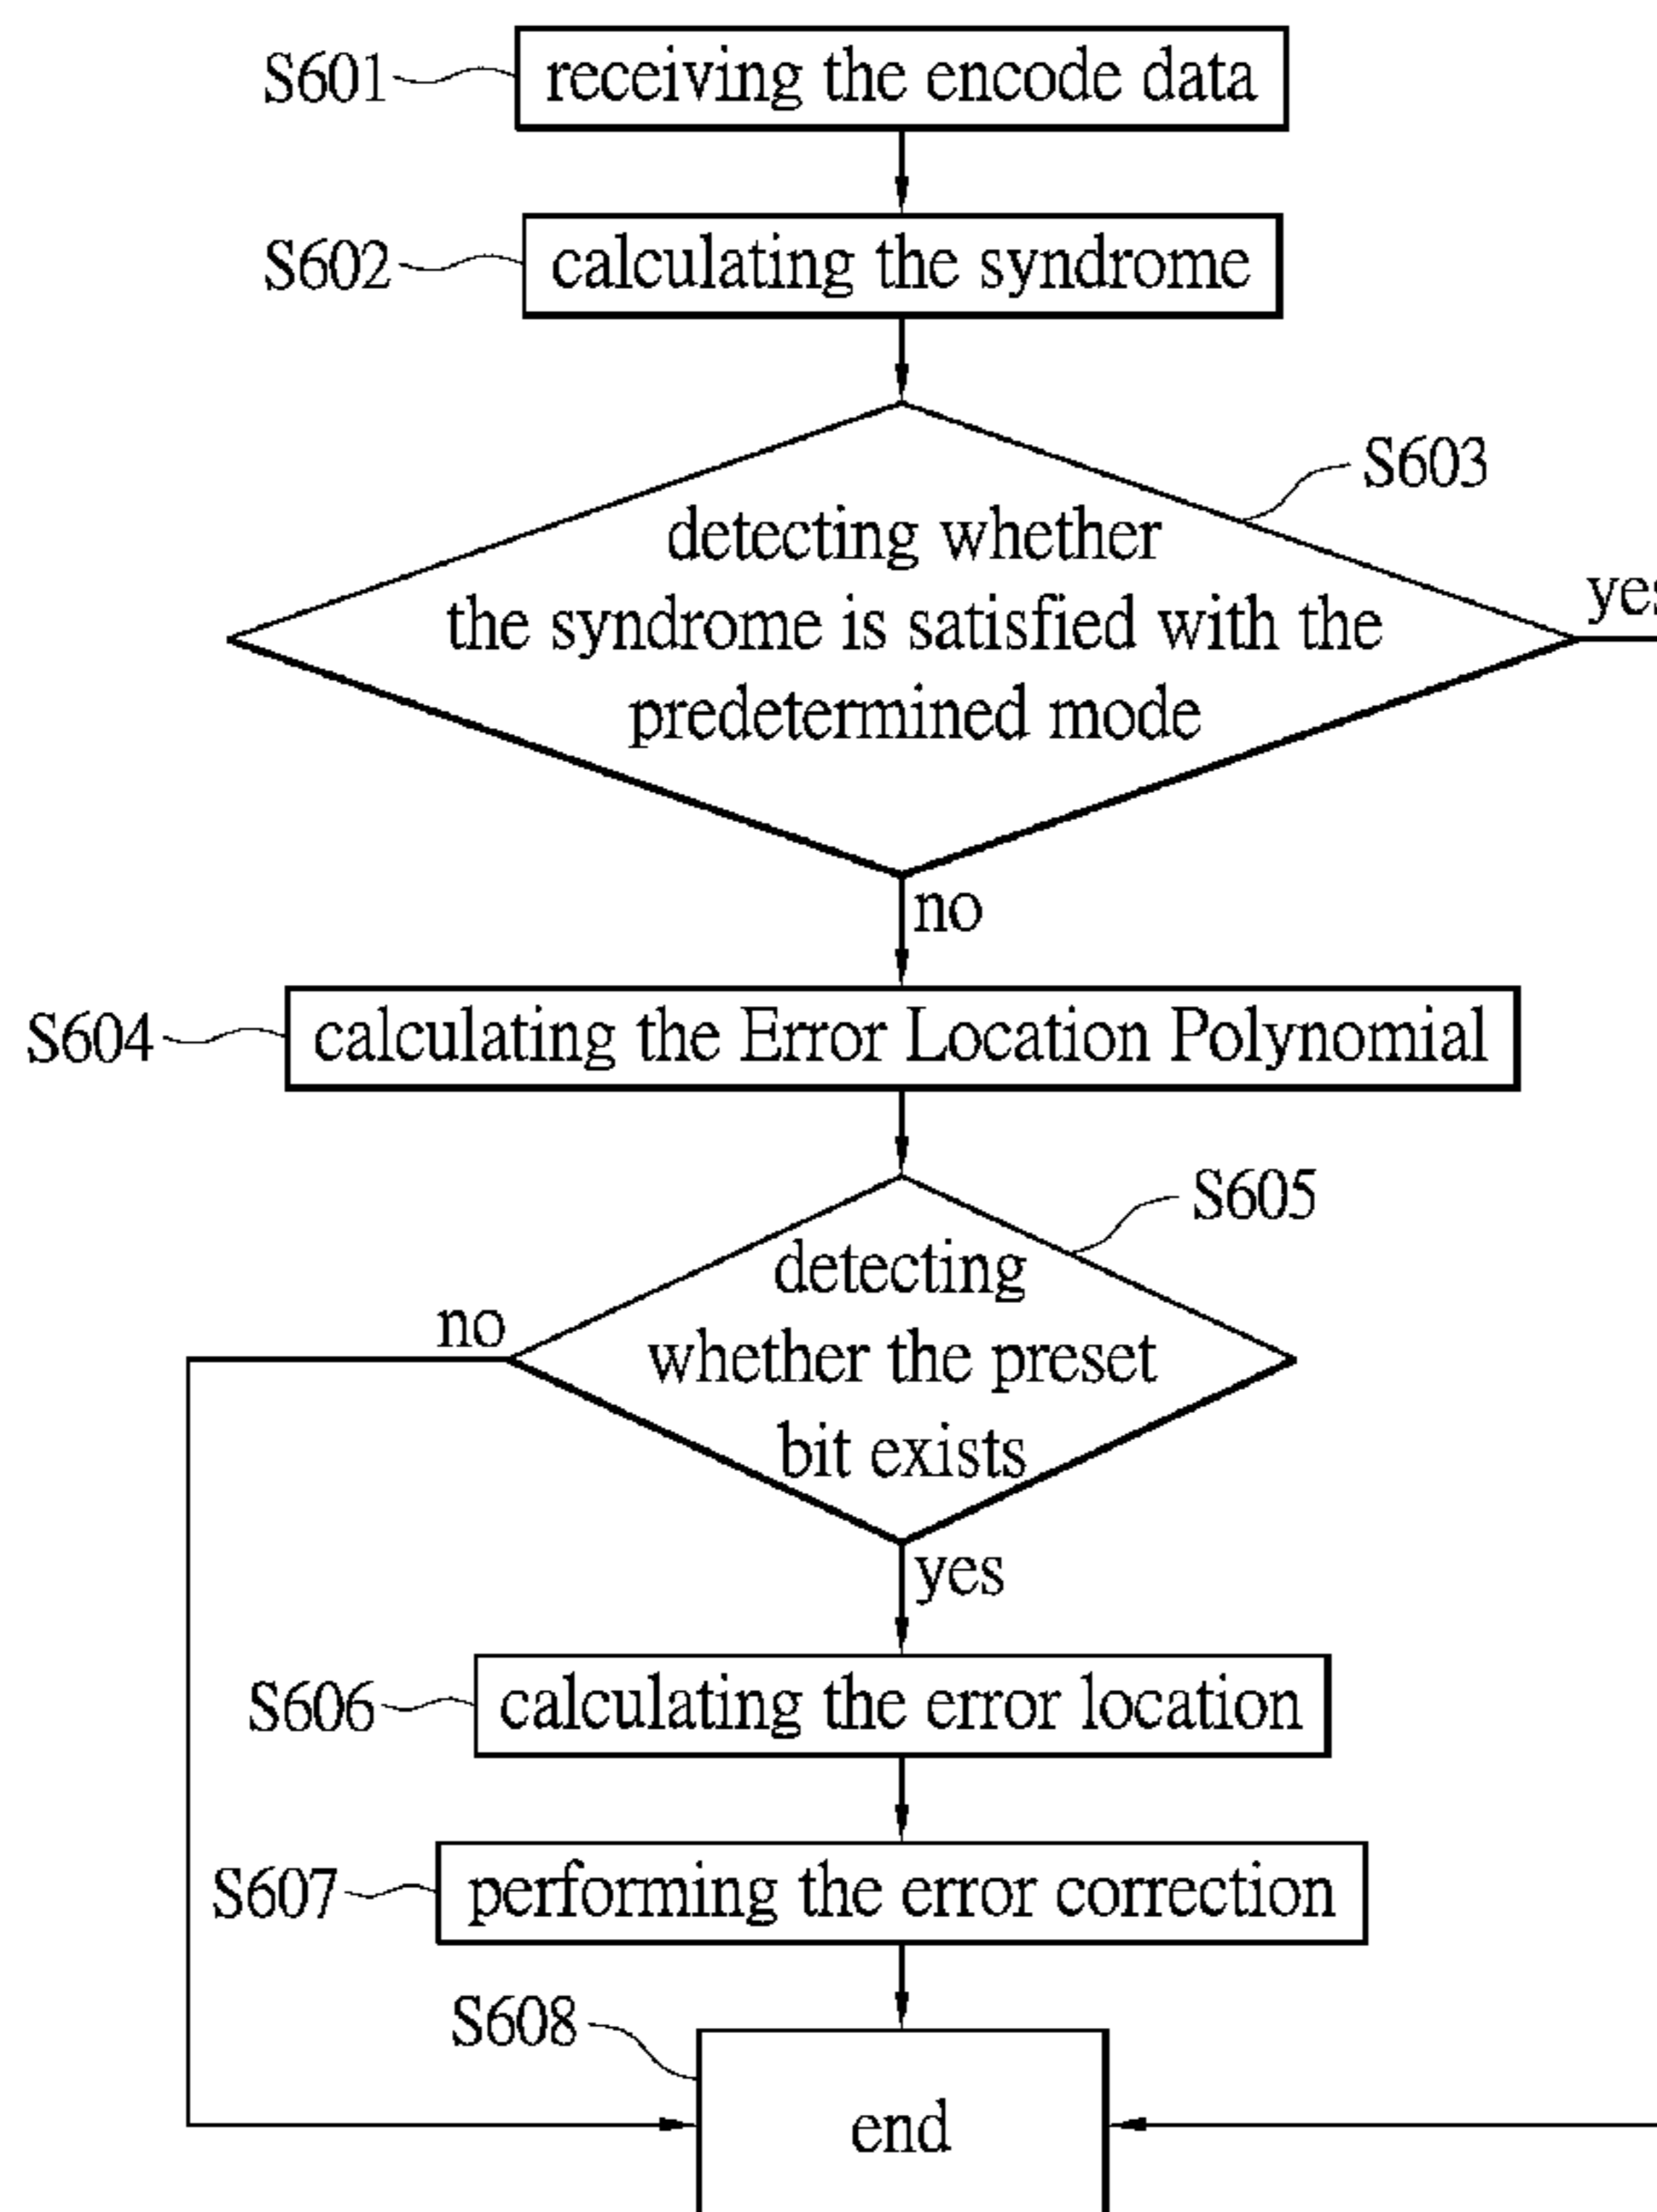 S601
receiving the encode data
S602
calculating the syndrome
S603
detecting whether
the syndrome is satisfied with the
predetermined mode
yes
no
S604
calculating the Error Location Polynomial
S605
detecting
whether the preset
bit exists
no
yes
S606
calculating the error location
S607
performing the error correction
S608
end